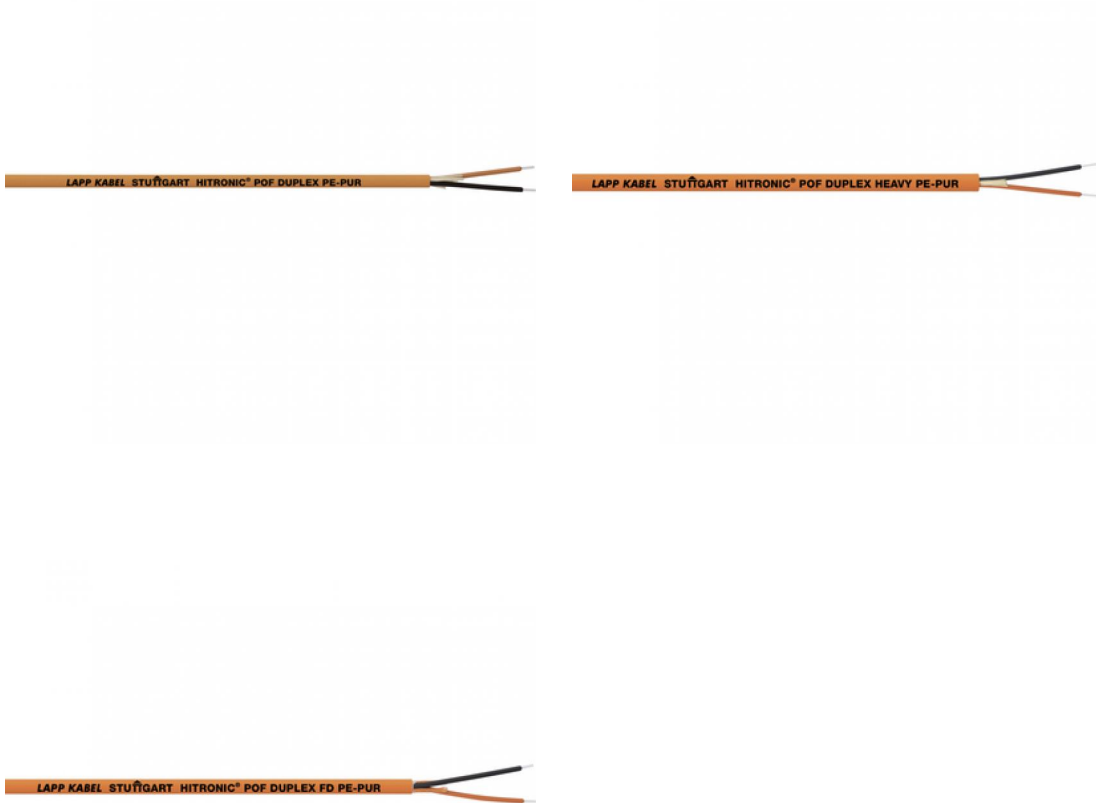 LAPP KABEL STUTTGART HITRONIC® POF DUPLEX PE-PUR
LAPP KABEL STUTTGART HITRONIC® POF DUPLEX HEAVY PE-PUR
LAPP KABEL STUTTGART HITRONIC® POF DUPLEX FD PE-PUR